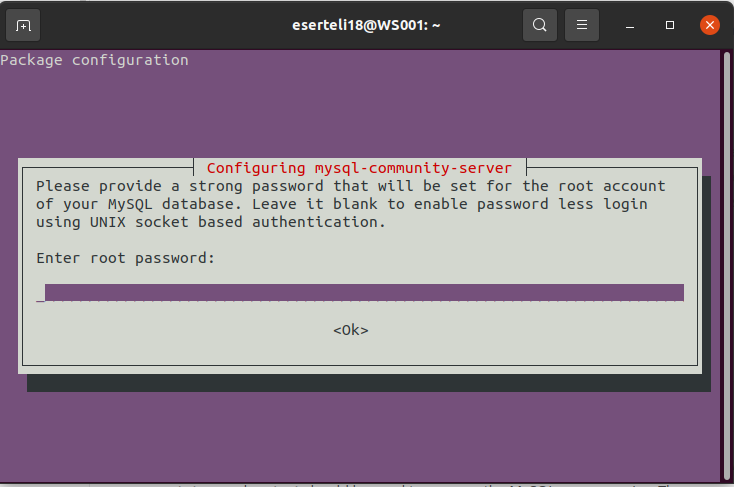 eserteli18@WS001: ~
Package configuration
Configuring mysql-community-server
Please provide a strong password that will be set for the root account
of your MySQL database. Leave it blank to enable password less login
using UNIX socket based authentication.
Enter root password:
<Ok>